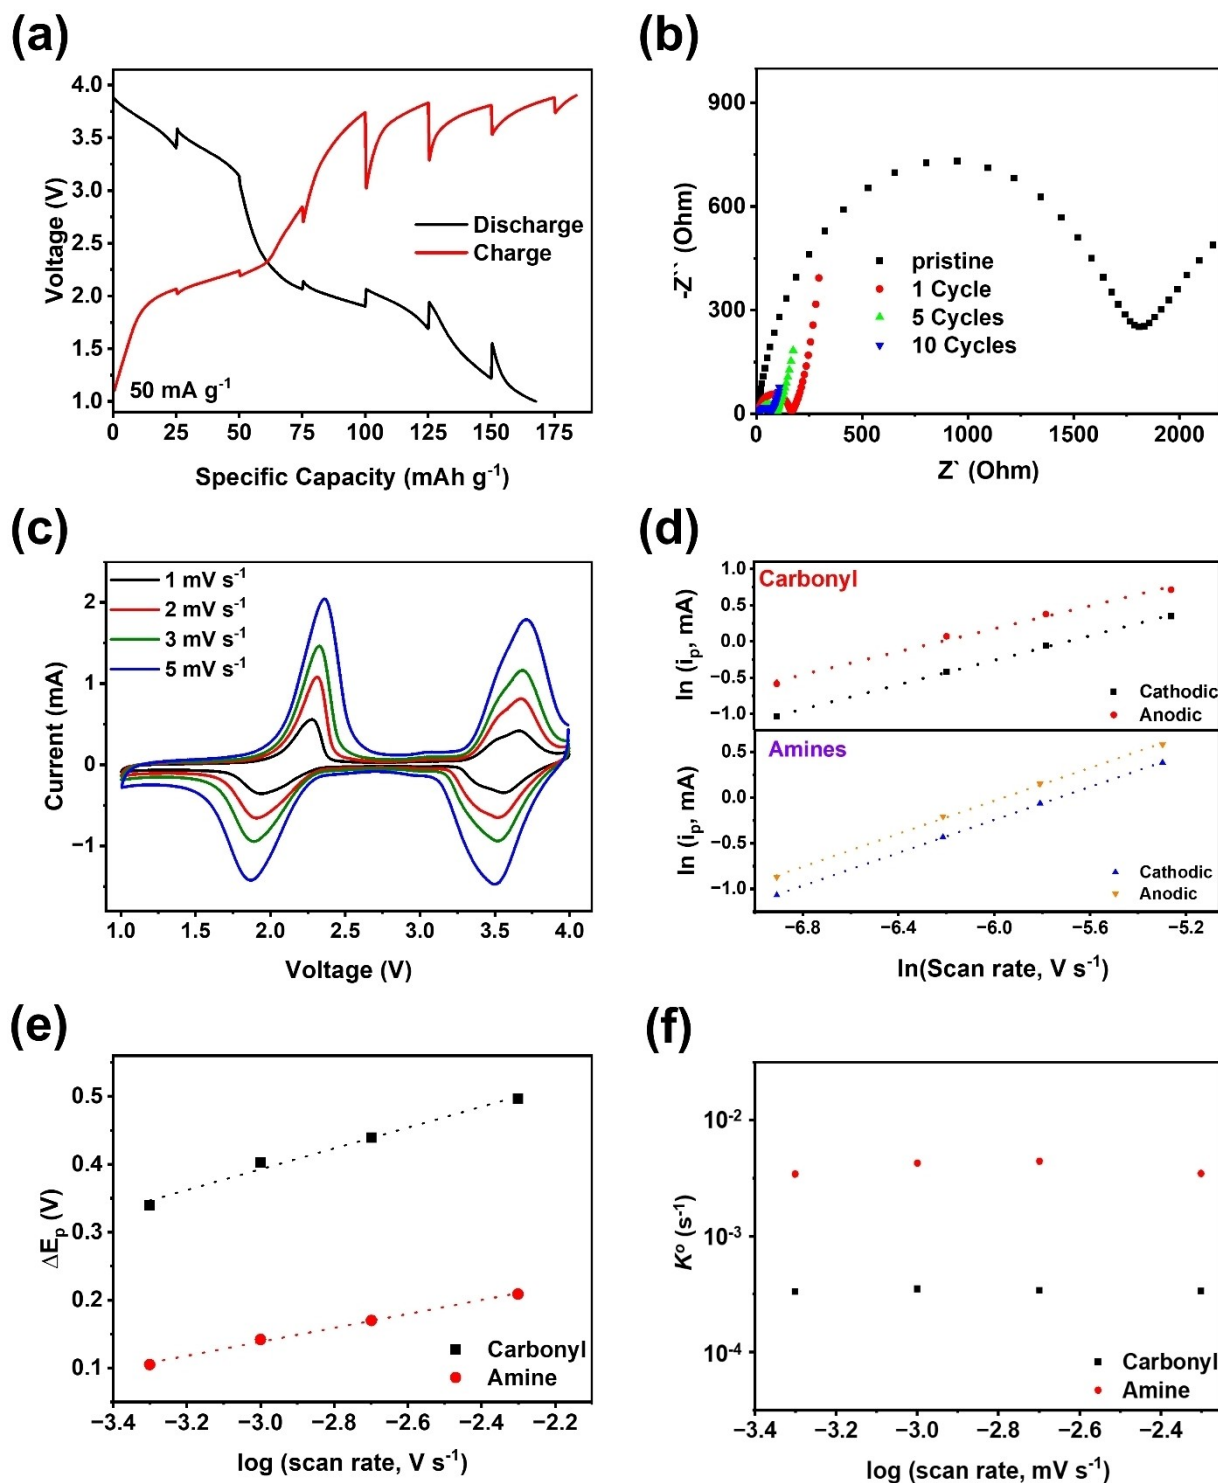 (a)
4.0
3.5
3.0
2.5
2.0
1.5
1.0
Voltage (V)
Discharge
Charge
50 mA g⁻¹
0 25 50 75 100 125 150 175
Specific Capacity (mAh g⁻¹)
(b)
900
600
300
0
-Z`` (Ohm)
pristine
1 Cycle
5 Cycles
10 Cycles
0 500 1000 1500 2000
Z` (Ohm)
(c)
2
1
0
−1
Current (mA)
1 mV s⁻¹
2 mV s⁻¹
3 mV s⁻¹
5 mV s⁻¹
1.0 1.5 2.0 2.5 3.0 3.5 4.0
Voltage (V)
(d)
1.0
0.5
0.0
−0.5
−1.0
ln (iₚ, mA)
Carbonyl
Cathodic
Anodic
0.5
0.0
−0.5
−1.0
ln (iₚ, mA)
Amines
Cathodic
Anodic
−6.8 −6.4 −6.0 −5.6 −5.2
ln(Scan rate, V s⁻¹)
(e)
0.5
0.4
0.3
0.2
0.1
ΔEₚ (V)
Carbonyl
Amine
−3.4 −3.2 −3.0 −2.8 −2.6 −2.4 −2.2
log (scan rate, V s⁻¹)
(f)
10⁻²
10⁻³
10⁻⁴
Kº (s⁻¹)
Carbonyl
Amine
−3.4 −3.2 −3.0 −2.8 −2.6 −2.4
log (scan rate, mV s⁻¹)